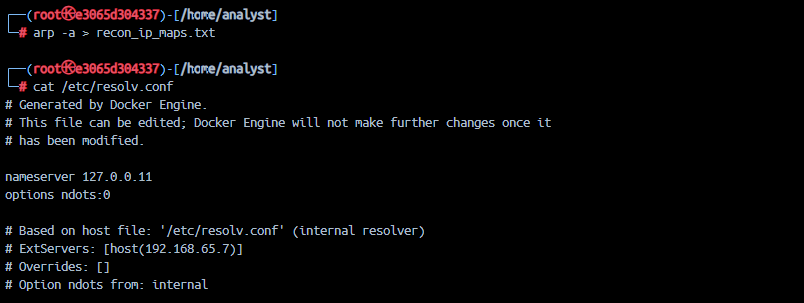 ┌──(root㉿e3065d304337)-[/home/analyst]
└─# arp -a > recon_ip_maps.txt
┌──(root㉿e3065d304337)-[/home/analyst]
└─# cat /etc/resolv.conf
# Generated by Docker Engine.
# This file can be edited; Docker Engine will not make further changes once it
# has been modified.
nameserver 127.0.0.11
options ndots:0
# Based on host file: '/etc/resolv.conf' (internal resolver)
# ExtServers: [host(192.168.65.7)]
# Overrides: []
# Option ndots from: internal